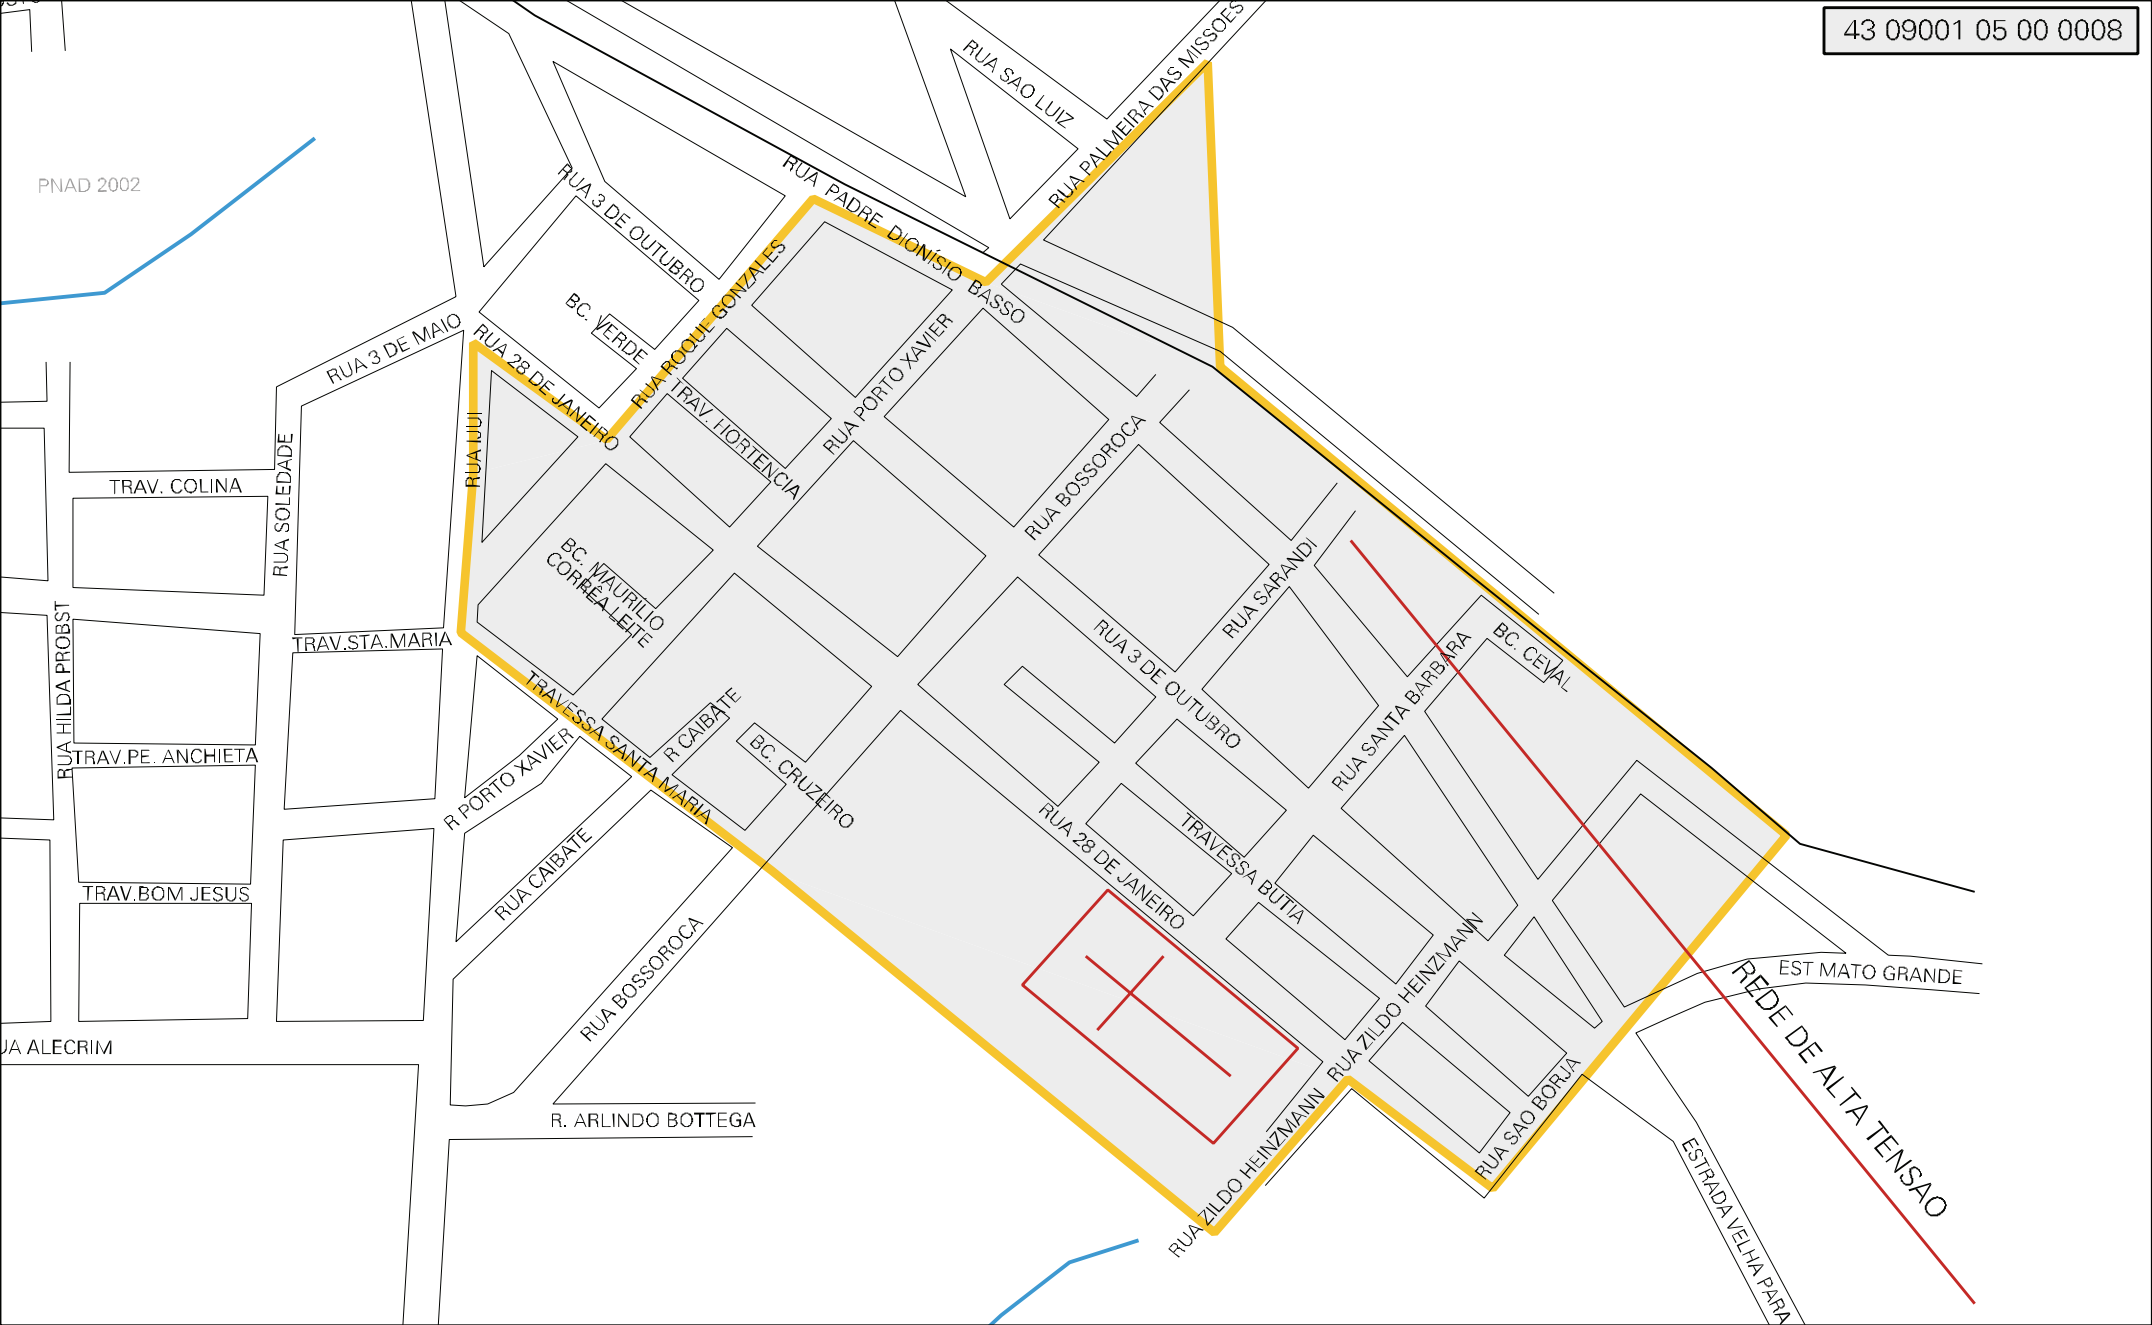 43 09001 05 00 0008
RUA SAO LUIZ
RUA PALMEIRA DAS MISSOES
PNAD 2002
RUA PADRE DIONÍSIO BASSO
RUA 3 DE OUTUBRO
RUA ROQUE GONZALES
BC. VERDE
RUA 3 DE MAIO
RUA 28 DE JANEIRO
RUA PORTO XAVIER
TRAV. HORTENCIA
RUA IJUI
RUA SOLEDADE
TRAV. COLINA
RUA BOSSOROCA
BC. MAURILIO
CORRÊA LEITE
RUA SARANDI
RUA HILDA PROBST
TRAV.STA.MARIA
RUA 3 DE OUTUBRO
RUA SANTA BARBARA
BC. CEVAL
TRAVESSA SANTA MARIA
R CAIBATE
BC. CRUZEIRO
TRAV.PE. ANCHIETA
R PORTO XAVIER
RUA 28 DE JANEIRO
TRAVESSA BUTIA
RUA CAIBATE
TRAV.BOM JESUS
RUA BOSSOROCA
RUA ZILDO HEINZMANN
EST MATO GRANDE
REDE DE ALTA TENSAO
UA ALECRIM
R. ARLINDO BOTTEGA
RUA ZILDO HEINZMANN
RUA SAO BORJA
ESTRADA VELHA PARA